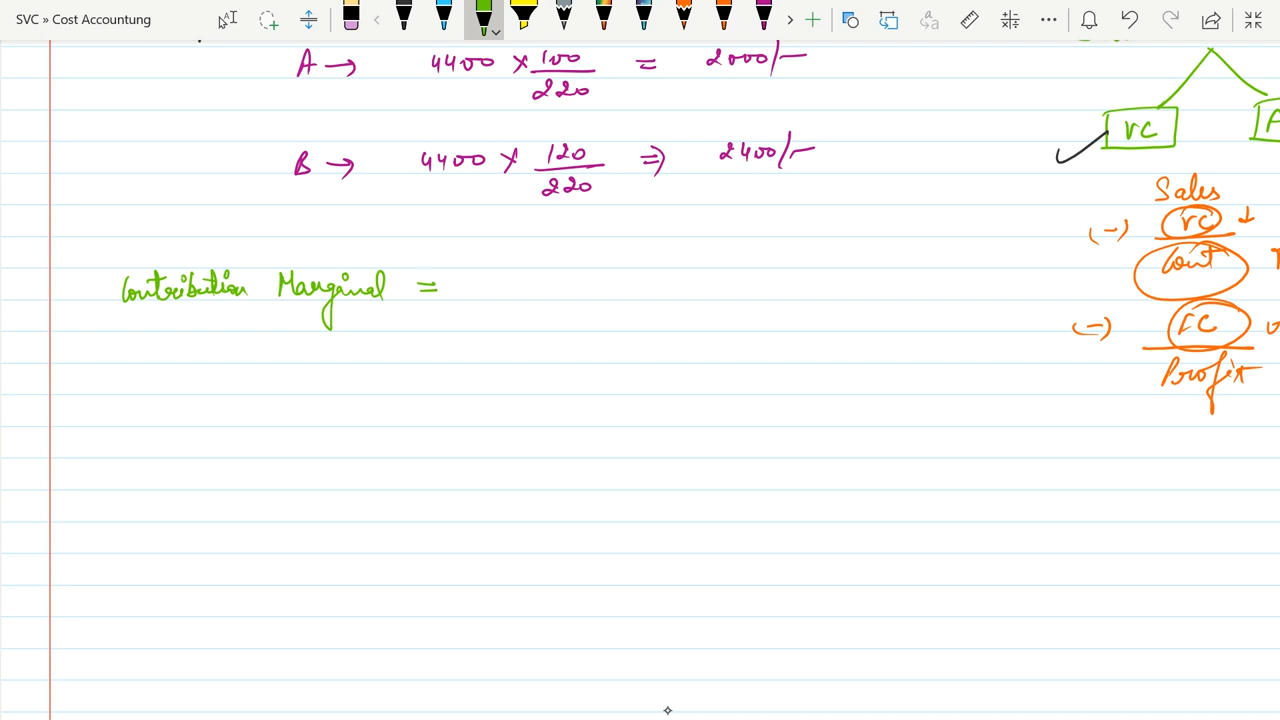 SVC » Cost Accountung
A → 4400 × 100/220 = 2000/-
B → 4400 × 120/220 ⇒ 2400/-
Contribution Marginal =
VC
Sales
(-) VC ↓
Cont
(-) FC
Profit